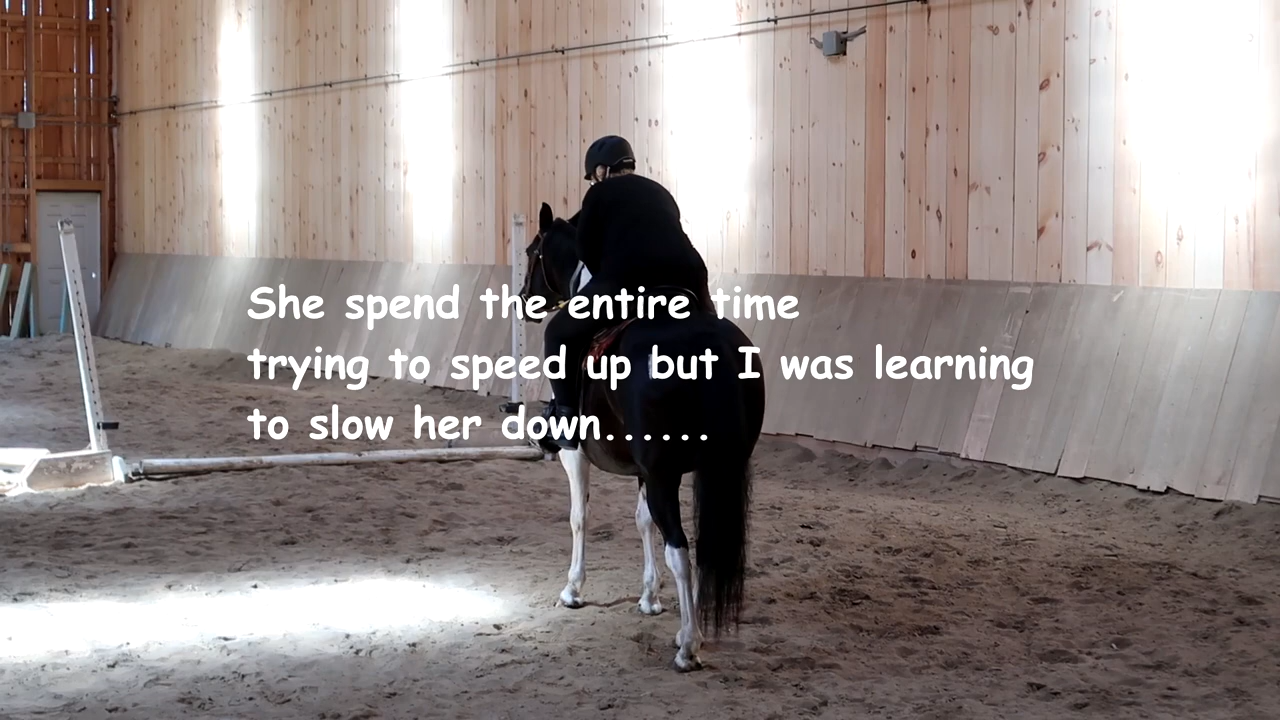 She spend the entire time
trying to speed up but I was learning
to slow her down......